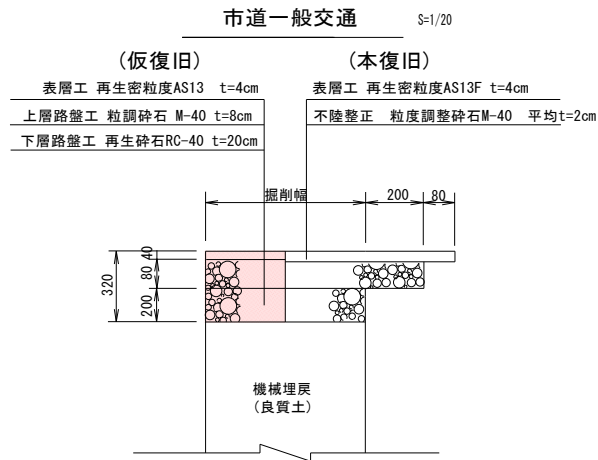 市道一般交通 S=1/20
(仮復旧) (本復旧)
表層工 再生密粒度AS13 t=4cm
上層路盤工 粒調砕石 M-40 t=8cm
下層路盤工 再生砕石RC-40 t=20cm
表層工 再生密粒度AS13F t=4cm
不陸整正 粒度調整砕石M-40 平均t=2cm
掘削幅 200 80
320
40
80
200
機械埋戻
(良質土)